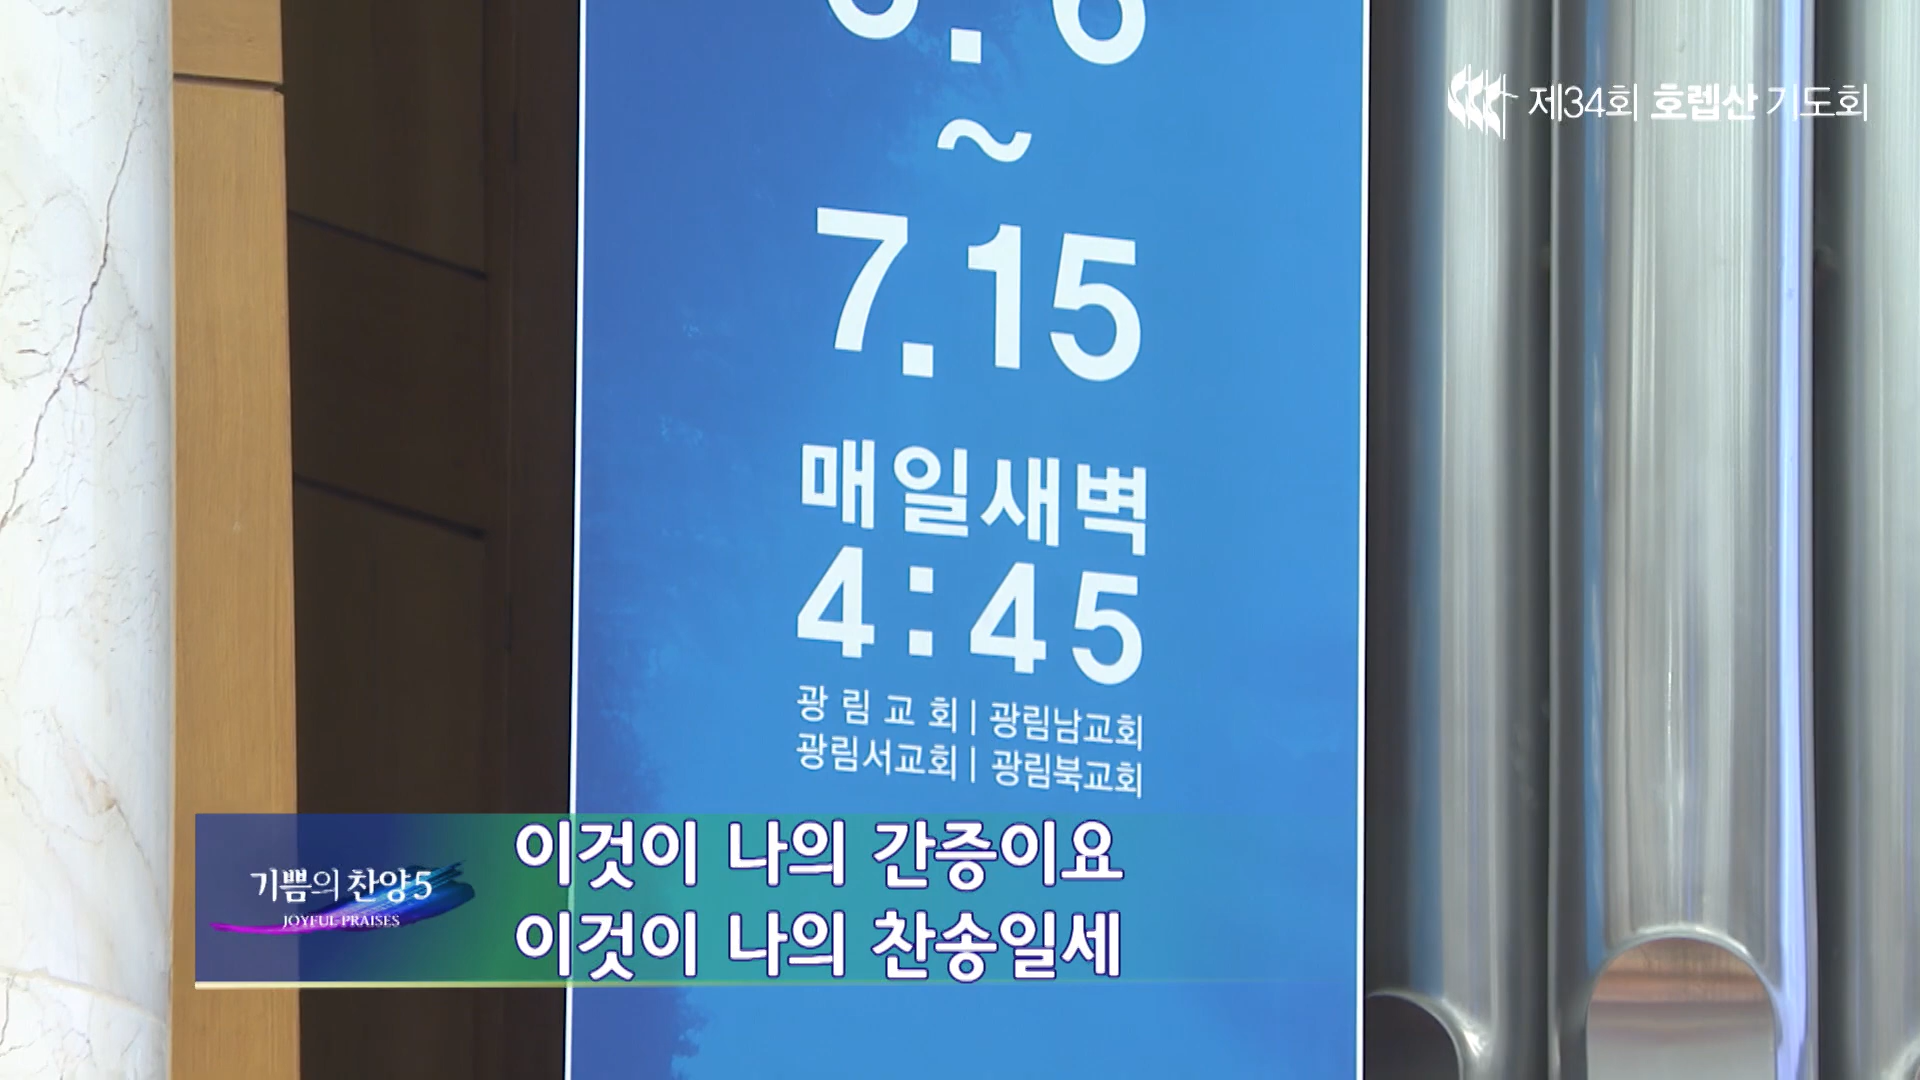 ~
7.15
매일새벽
4:45
광림교회 | 광림남교회
광림서교회 | 광림북교회
제34회 호렙산 기도회
기쁨의 찬양5
JOYFUL PRAISES
이것이 나의 간증이요
이것이 나의 찬송일세